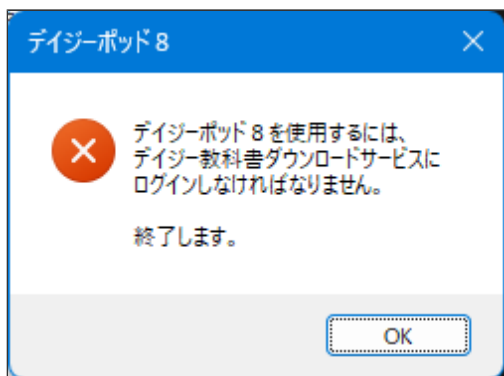 デイジーポッド８
デイジーポッド８を使用するには、
デイジー教科書ダウンロードサービスに
ログインしなければなりません。
終了します。
OK